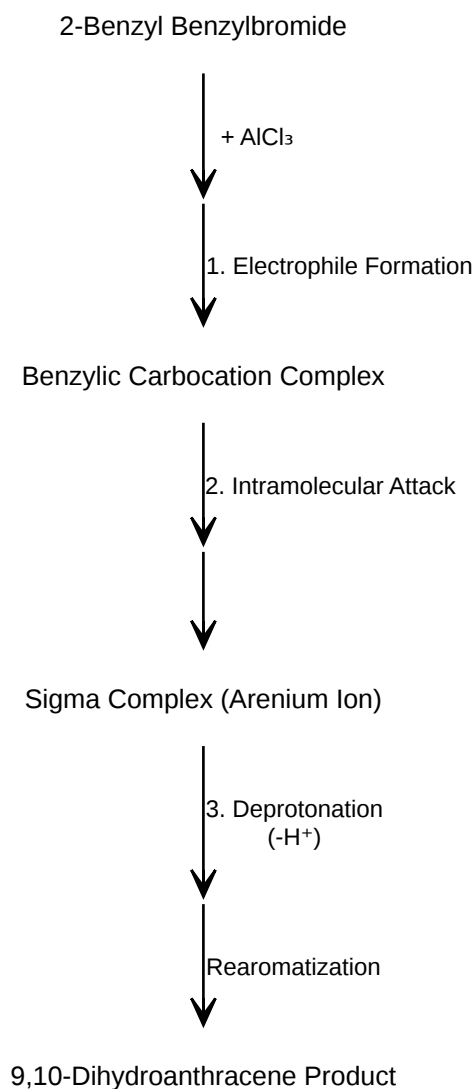 2-Benzyl Benzylbromide
+ AlCl₃
1. Electrophile Formation
Benzylic Carbocation Complex
2. Intramolecular Attack
Sigma Complex (Arenium Ion)
3. Deprotonation
(-H⁺)
Rearomatization
9,10-Dihydroanthracene Product